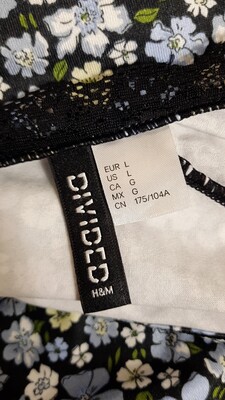 EUR L
US L
CA G
MX G
CN 175/104A
DIVIDED
H&M